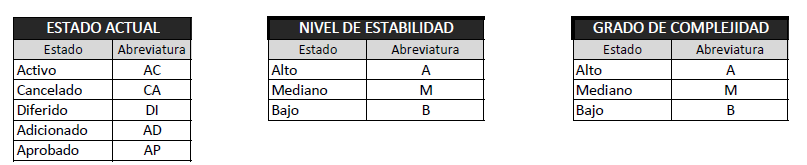 ESTADO ACTUAL
Estado Abreviatura
Activo AC
Cancelado CA
Diferido DI
Adicionado AD
Aprobado AP
NIVEL DE ESTABILIDAD
Estado Abreviatura
Alto A
Mediano M
Bajo B
GRADO DE COMPLEJIDAD
Estado Abreviatura
Alto A
Mediano M
Bajo B